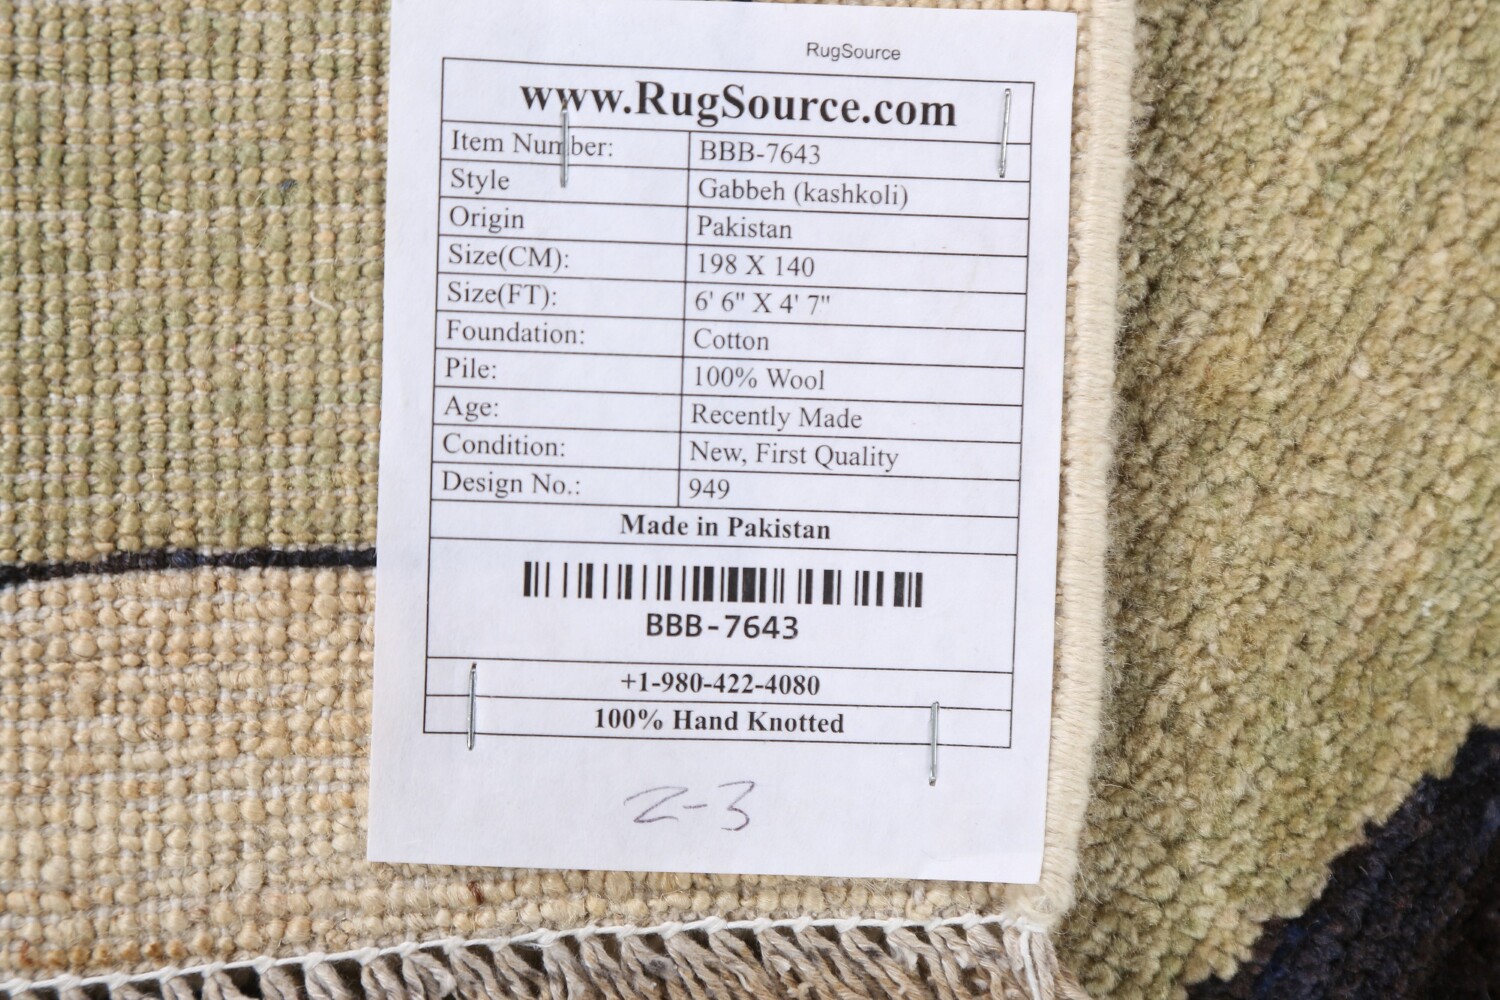 RugSource
www.RugSource.com
Item Number: BBB-7643
Style Gabbeh (kashkoli)
Origin Pakistan
Size(CM): 198 X 140
Size(FT): 6' 6" X 4' 7"
Foundation: Cotton
Pile: 100% Wool
Age: Recently Made
Condition: New, First Quality
Design No.: 949
Made in Pakistan
BBB-7643
+1-980-422-4080
100% Hand Knotted
2-3